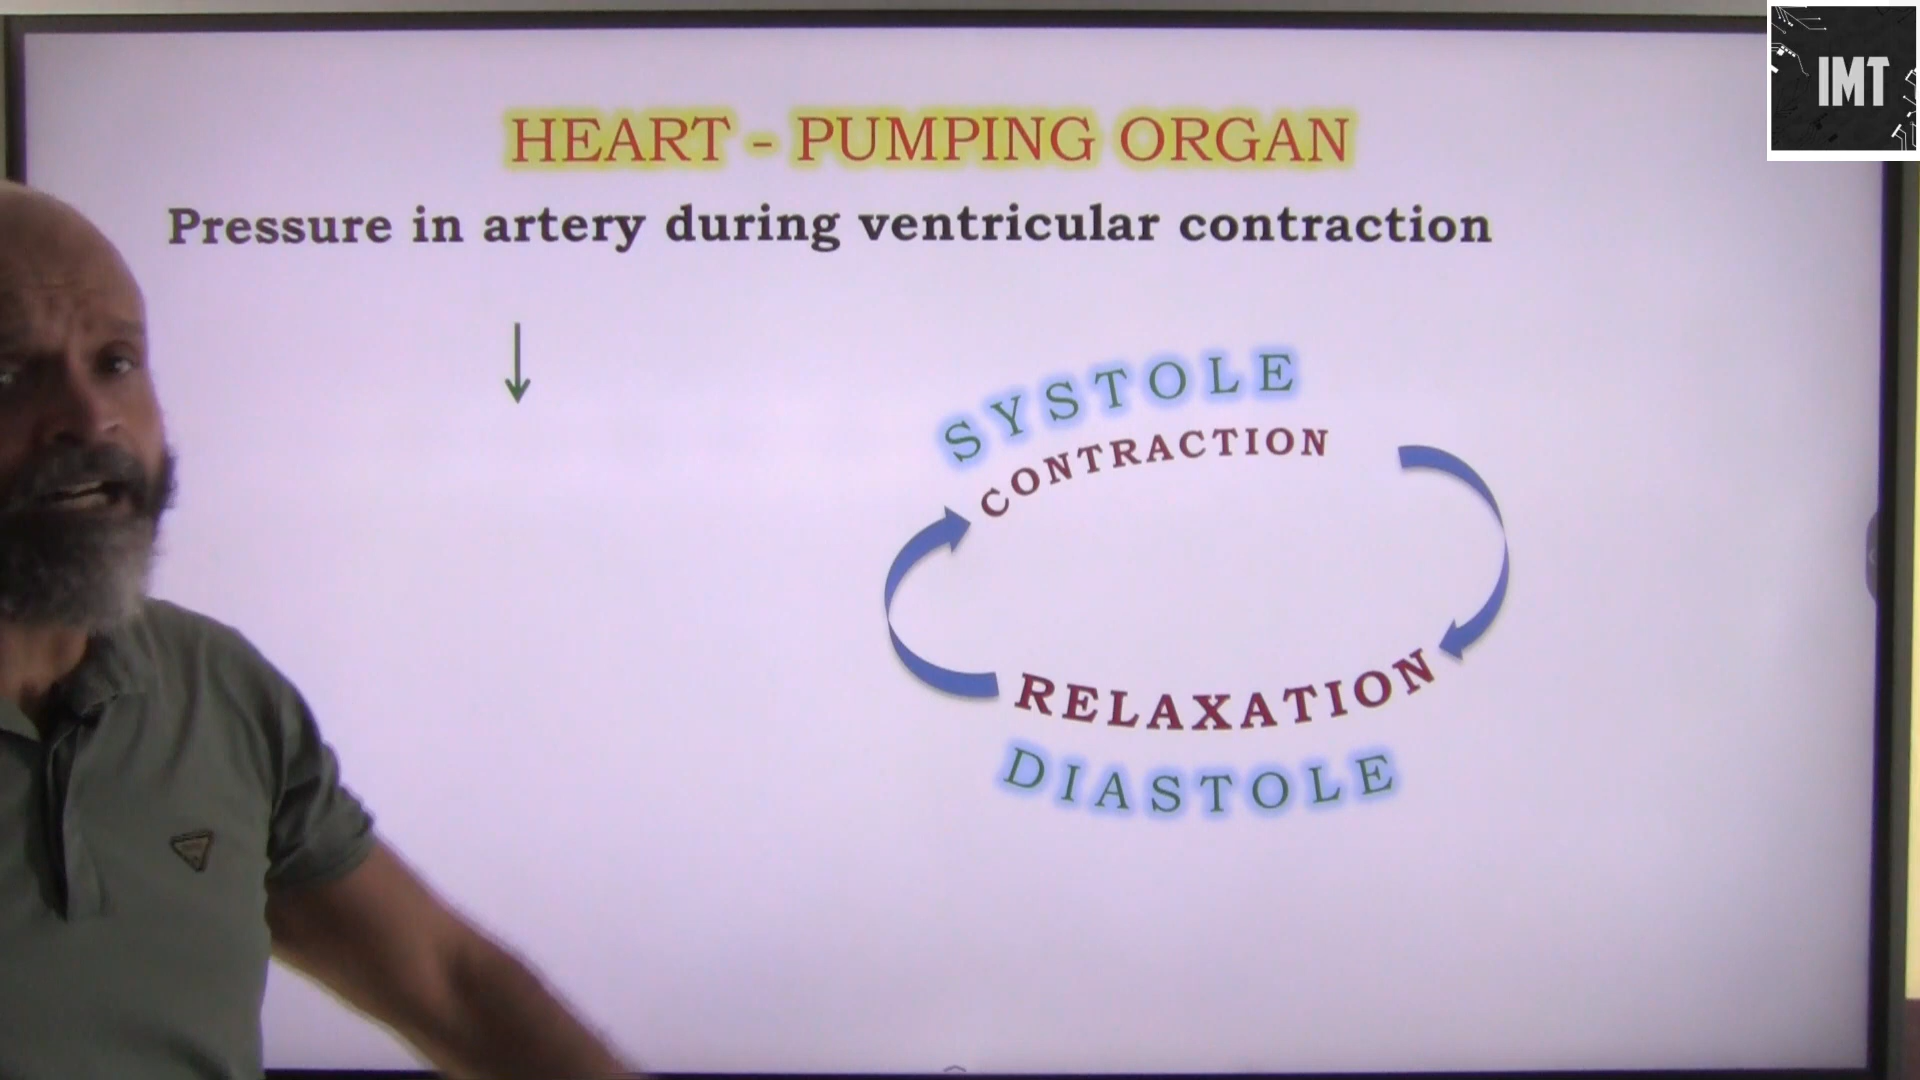 IMT
HEART - PUMPING ORGAN
Pressure in artery during ventricular contraction
SYSTOLE
CONTRACTION
RELAXATION
DIASTOLE